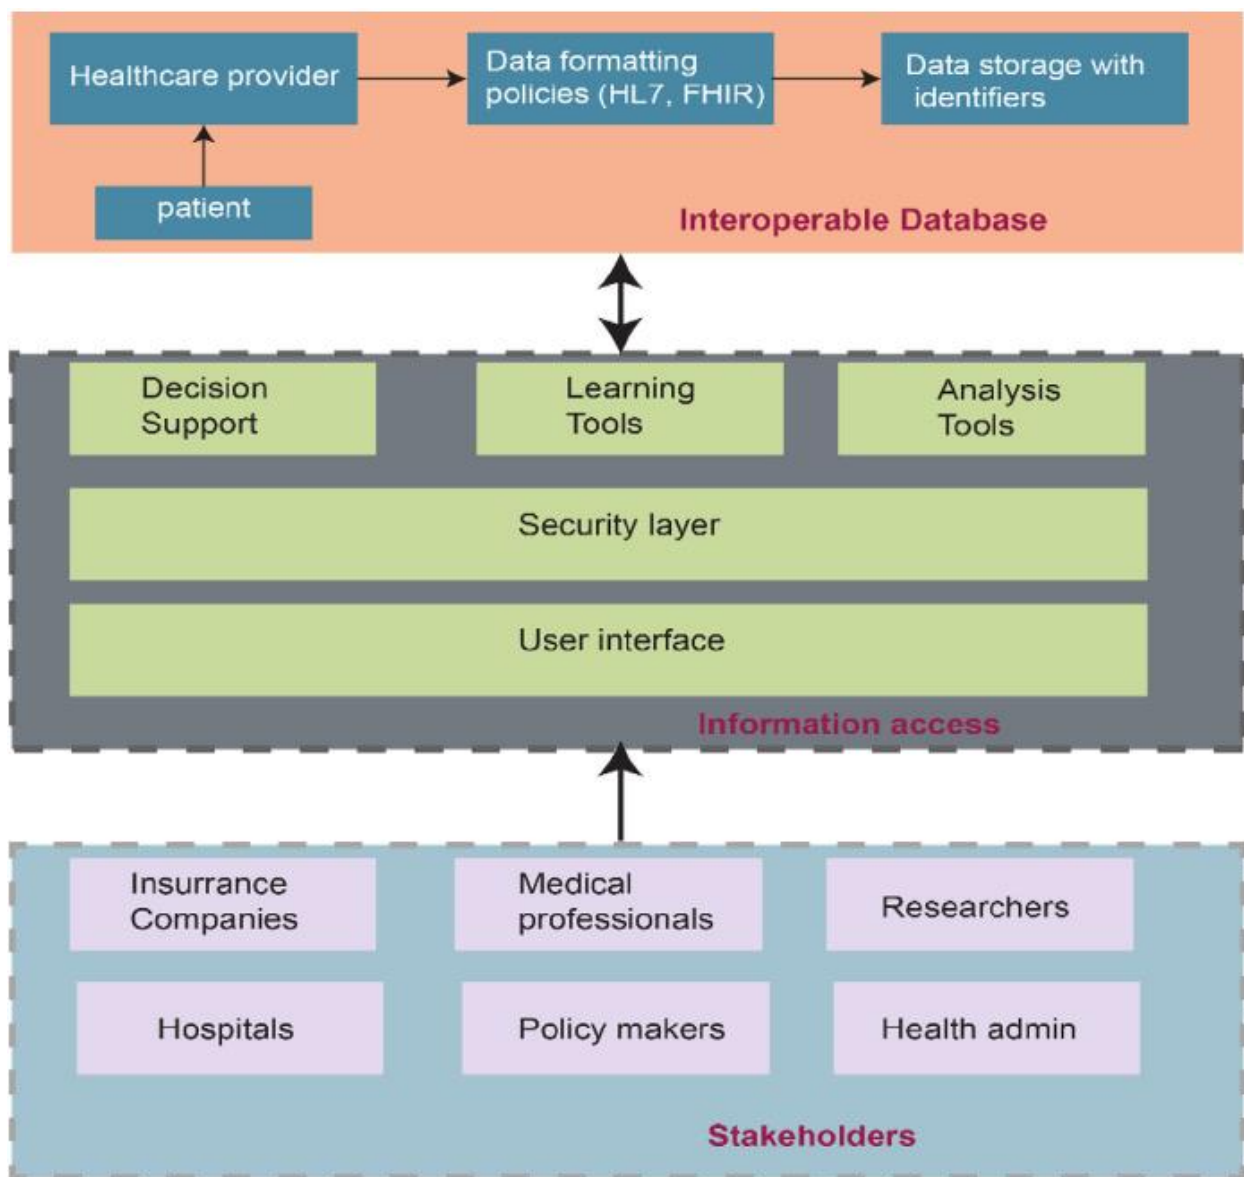 Healthcare provider
Data formatting
policies (HL7, FHIR)
Data storage with
identifiers
patient
Interoperable Database
Decision
Support
Learning
Tools
Analysis
Tools
Security layer
User interface
Information access
Insurrance
Companies
Medical
professionals
Researchers
Hospitals
Policy makers
Health admin
Stakeholders